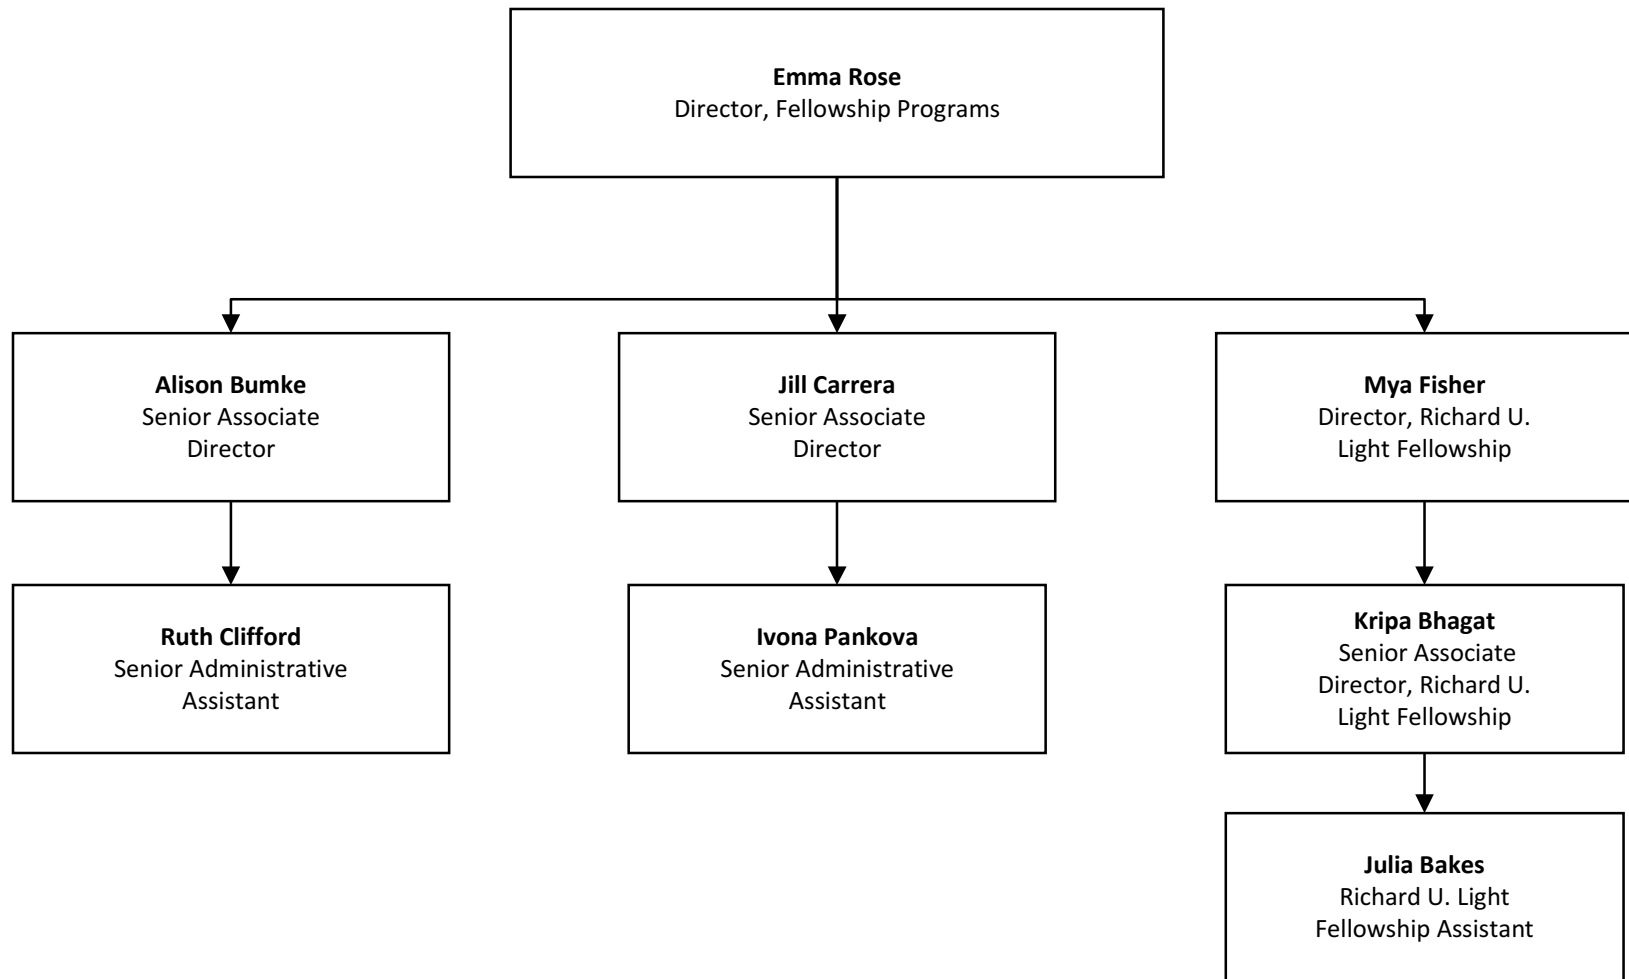 Emma Rose
Director, Fellowship Programs
Alison Bumke
Senior Associate
Director
Jill Carrera
Senior Associate
Director
Mya Fisher
Director, Richard U.
Light Fellowship
Ruth Clifford
Senior Administrative
Assistant
Ivona Pankova
Senior Administrative
Assistant
Kripa Bhagat
Senior Associate
Director, Richard U.
Light Fellowship
Julia Bakes
Richard U. Light
Fellowship Assistant